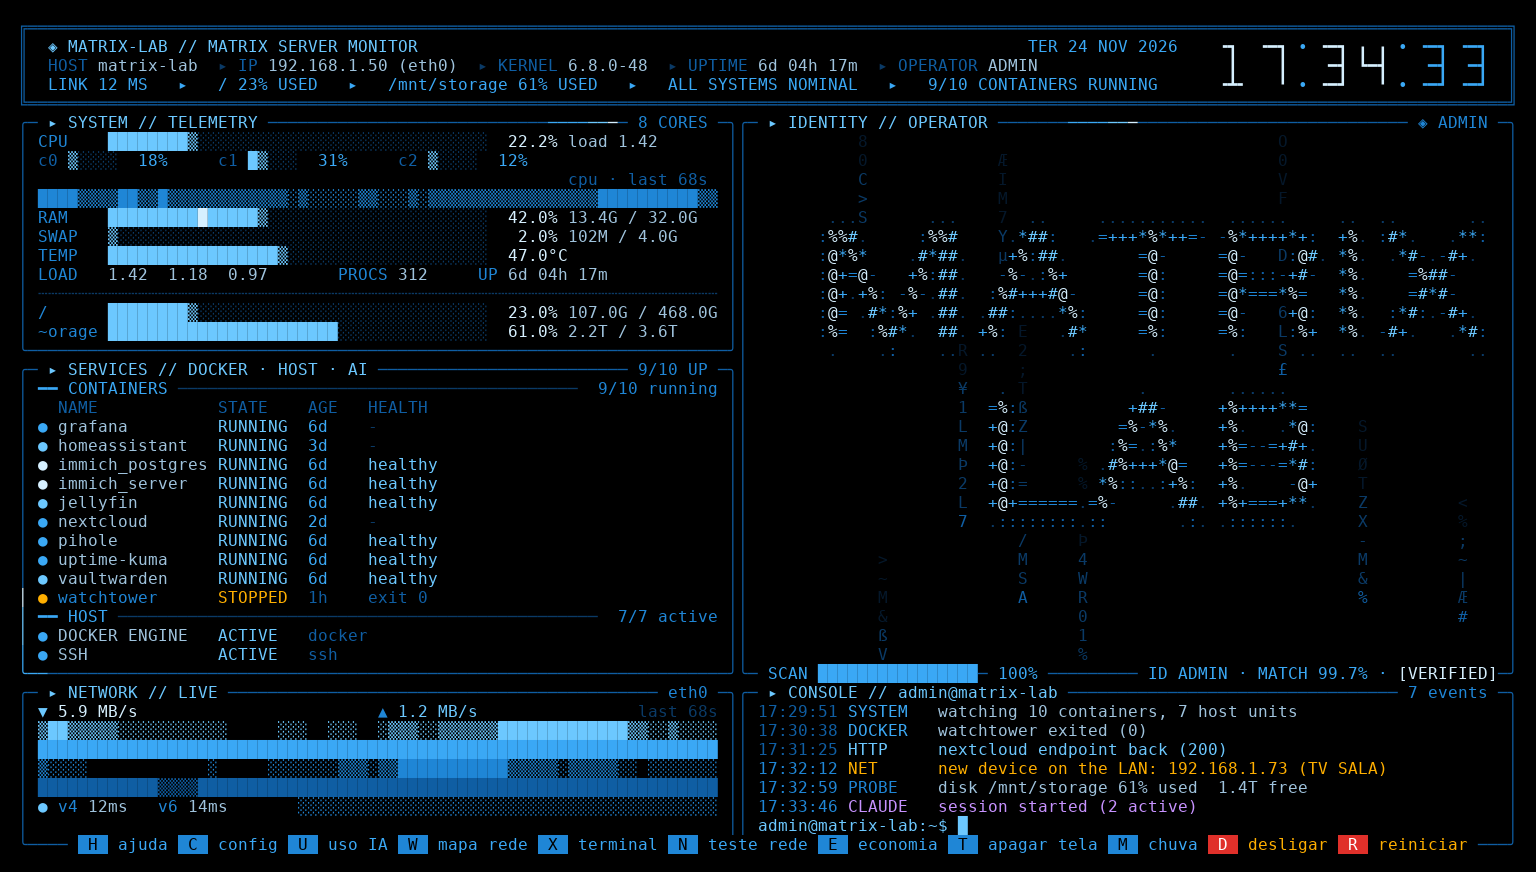 ◈ MATRIX-LAB // MATRIX SERVER MONITOR TER 24 NOV 2026 17:34:33
HOST matrix-lab ▸ IP 192.168.1.50 (eth0) ▸ KERNEL 6.8.0-48 ▸ UPTIME 6d 04h 17m ▸ OPERATOR ADMIN
LINK 12 MS ▸ / 23% USED ▸ /mnt/storage 61% USED ▸ ALL SYSTEMS NOMINAL ▸ 9/10 CONTAINERS RUNNING
▸ SYSTEM // TELEMETRY 8 CORES
CPU 22.2% load 1.42
c0 18% c1 31% c2 12%
cpu · last 68s
RAM 42.0% 13.4G / 32.0G
SWAP 2.0% 102M / 4.0G
TEMP 47.0°C
LOAD 1.42 1.18 0.97 PROCS 312 UP 6d 04h 17m
/ 23.0% 107.0G / 468.0G
~orage 61.0% 2.2T / 3.6T
▸ SERVICES // DOCKER · HOST · AI 9/10 UP
CONTAINERS 9/10 running
NAME STATE AGE HEALTH
● grafana RUNNING 6d -
● homeassistant RUNNING 3d -
● immich_postgres RUNNING 6d healthy
● immich_server RUNNING 6d healthy
● jellyfin RUNNING 6d healthy
● nextcloud RUNNING 2d -
● pihole RUNNING 6d healthy
● uptime-kuma RUNNING 6d healthy
● vaultwarden RUNNING 6d healthy
● watchtower STOPPED 1h exit 0
HOST 7/7 active
● DOCKER ENGINE ACTIVE docker
● SSH ACTIVE ssh
▸ NETWORK // LIVE eth0
▼ 5.9 MB/s ▲ 1.2 MB/s last 68s
● v4 12ms v6 14ms
▸ IDENTITY // OPERATOR ◈ ADMIN
MATRIX
LAB
SCAN 100% ID ADMIN · MATCH 99.7% · [VERIFIED]
▸ CONSOLE // admin@matrix-lab 7 events
17:29:51 SYSTEM watching 10 containers, 7 host units
17:30:38 DOCKER watchtower exited (0)
17:31:25 HTTP nextcloud endpoint back (200)
17:32:12 NET new device on the LAN: 192.168.1.73 (TV SALA)
17:32:59 PROBE disk /mnt/storage 61% used 1.4T free
17:33:46 CLAUDE session started (2 active)
admin@matrix-lab:~$
H ajuda C config U uso IA W mapa rede X terminal N teste rede E economia T apagar tela M chuva D desligar R reiniciar